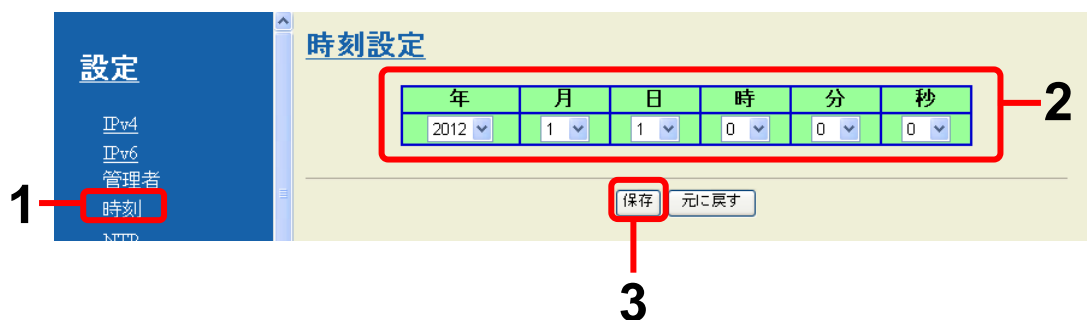 設定
IPv4
IPv6
管理者
時刻
NTP
時刻設定
年 月 日 時 分 秒
2012 1 1 0 0 0
保存 元に戻す
1
2
3